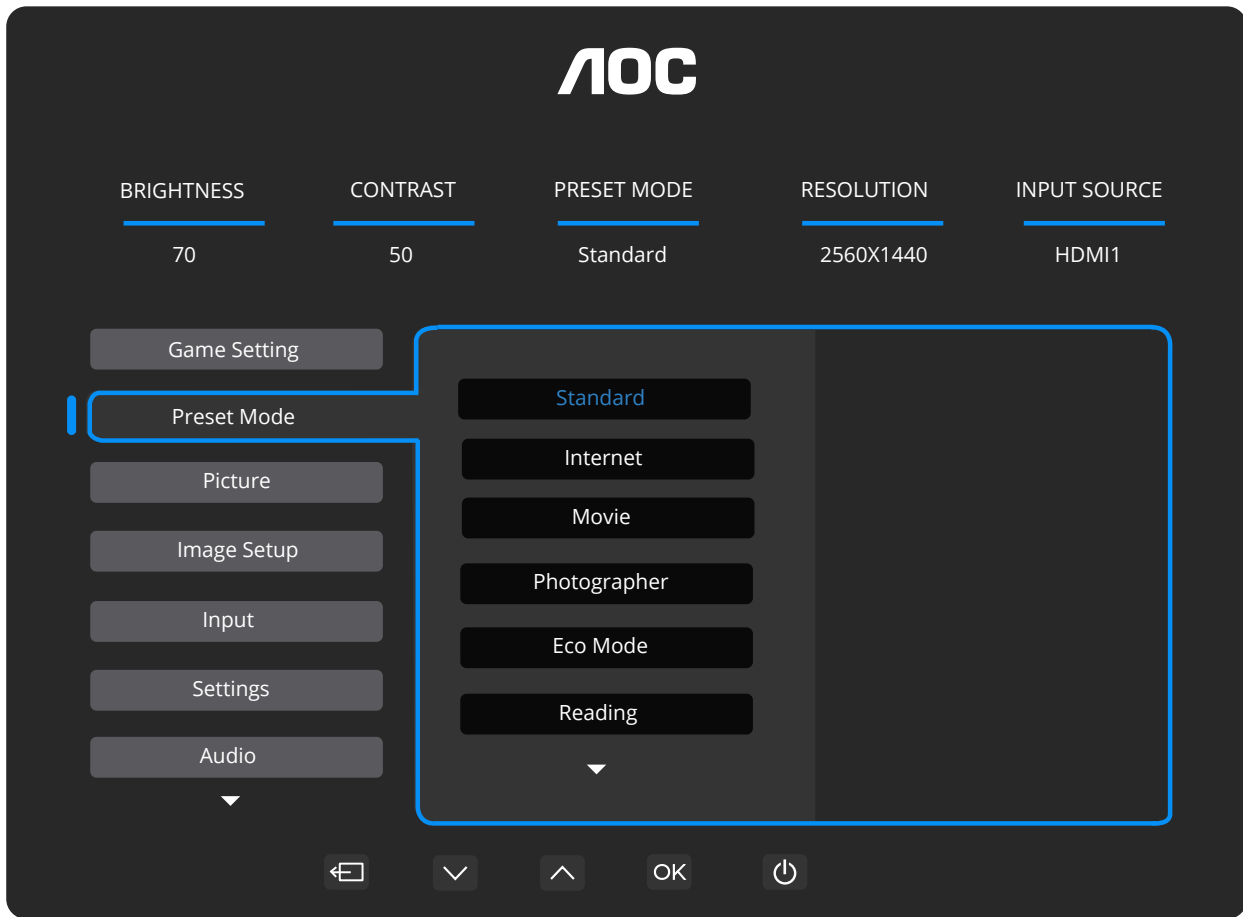 AOC
BRIGHTNESS CONTRAST PRESET MODE RESOLUTION INPUT SOURCE
70 50 Standard 2560X1440 HDMI1
Game Setting
Preset Mode
Picture
Image Setup
Input
Settings
Audio
Standard
Internet
Movie
Photographer
Eco Mode
Reading
OK